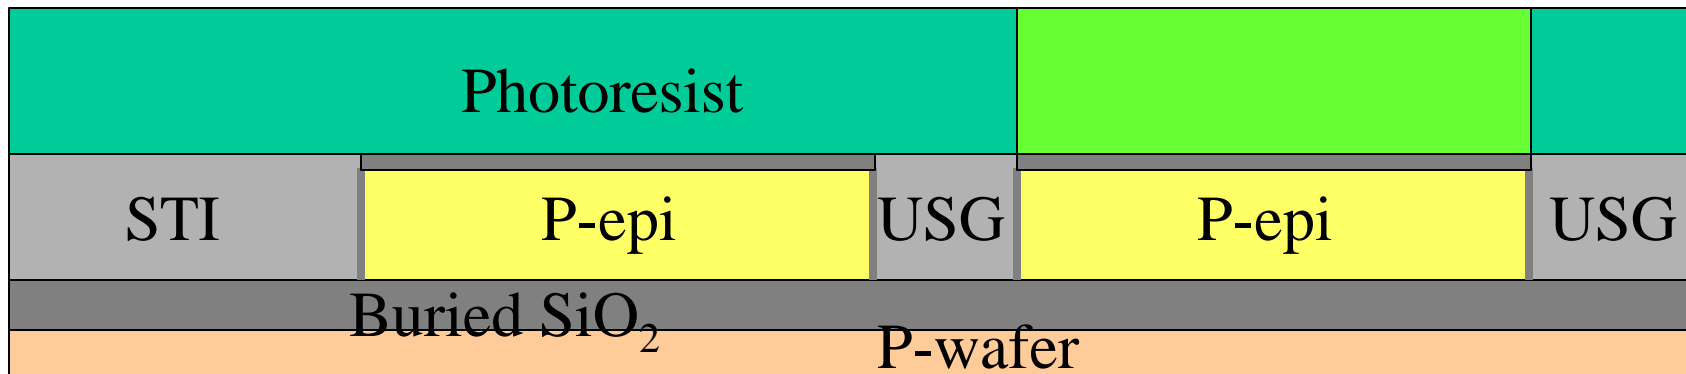 Photoresist
STI P-epi USG P-epi USG
Buried SiO₂
P-wafer